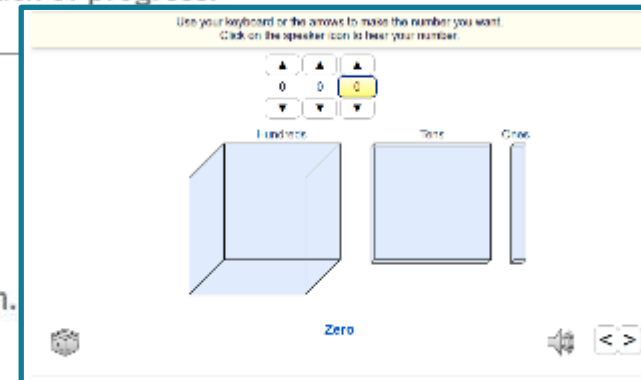 progress.
Use your keyboard or the arrows to make the number you want.
Click on the speaker icon to hear your number.
▲ ▲ ▲
0 0 0
▼ ▼ ▼
Hundreds Tens Ones
Zero
< >